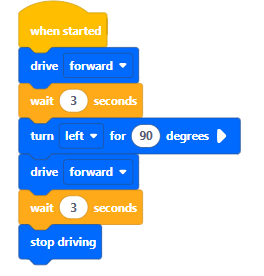 when started
drive forward
wait 3 seconds
turn left for 90 degrees
drive forward
wait 3 seconds
stop driving